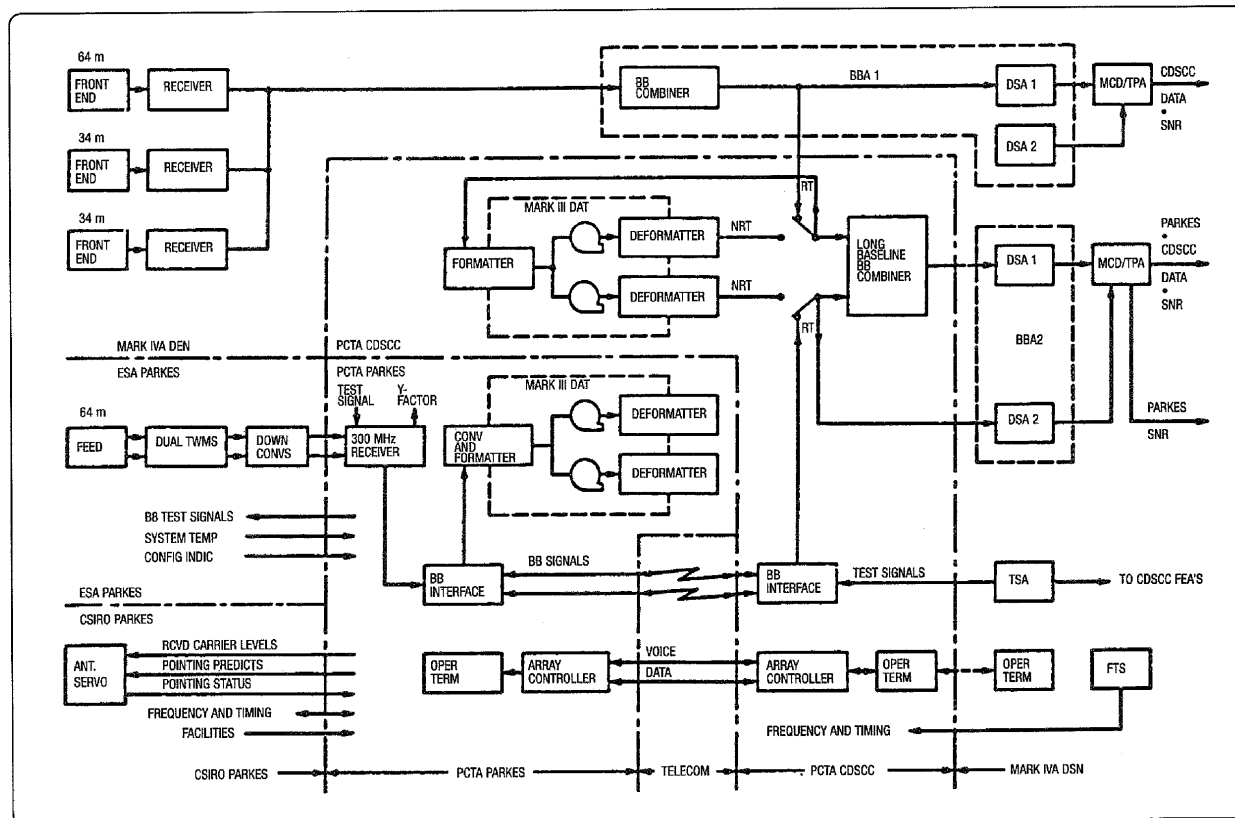 64 m
FRONT
END
RECEIVER
BB
COMBINER
BBA 1
DSA 1
MCD/TPA
CDSCC
DATA
•
SNR
DSA 2
34 m
FRONT
END
RECEIVER
34 m
FRONT
END
RECEIVER
MARK III DAT
FORMATTER
DEFORMATTER
NRT
DEFORMATTER
NRT
RT
RT
LONG
BASELINE
BB
COMBINER
DSA 1
BBA2
DSA 2
MCD/TPA
PARKES
•
CDSCC
•
DATA
•
SNR
PARKES
SNR
MARK IVA DEN
PCTA CDSCC
ESA PARKES
PCTA PARKES
TEST
SIGNAL
Y-
FACTOR
MARK III DAT
64 m
FEED
DUAL TWMS
DOWN
CONVS
300 MHz
RECEIVER
CONV
AND
FORMATTER
DEFORMATTER
DEFORMATTER
B8 TEST SIGNALS
SYSTEM TEMP
CONFIG INDIC
BB
INTERFACE
BB SIGNALS
BB
INTERFACE
TEST SIGNALS
TSA
TO CDSCC FEA'S
ESA PARKES
CSIRO PARKES
ANT.
SERVO
RCVD CARRIER LEVELS
POINTING PREDICTS
POINTING STATUS
FREQUENCY AND TIMING
FACILITIES
OPER
TERM
ARRAY
CONTROLLER
VOICE
DATA
ARRAY
CONTROLLER
OPER
TERM
OPER
TERM
FTS
FREQUENCY AND TIMING
CSIRO PARKES
PCTA PARKES
TELECOM
PCTA CDSCC
MARK IVA DSN